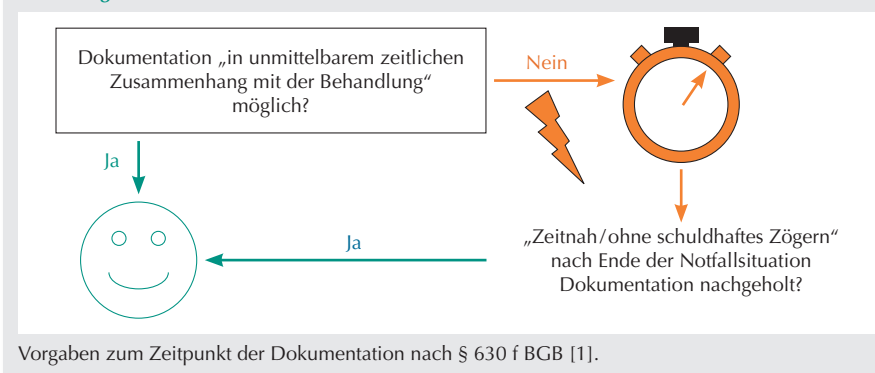 Dokumentation „in unmittelbarem zeitlichen
Zusammenhang mit der Behandlung“
möglich?
Nein
Ja
Ja
„Zeitnah/ohne schuldhaftes Zögern“
nach Ende der Notfallsituation
Dokumentation nachgeholt?
Vorgaben zum Zeitpunkt der Dokumentation nach § 630 f BGB [1].